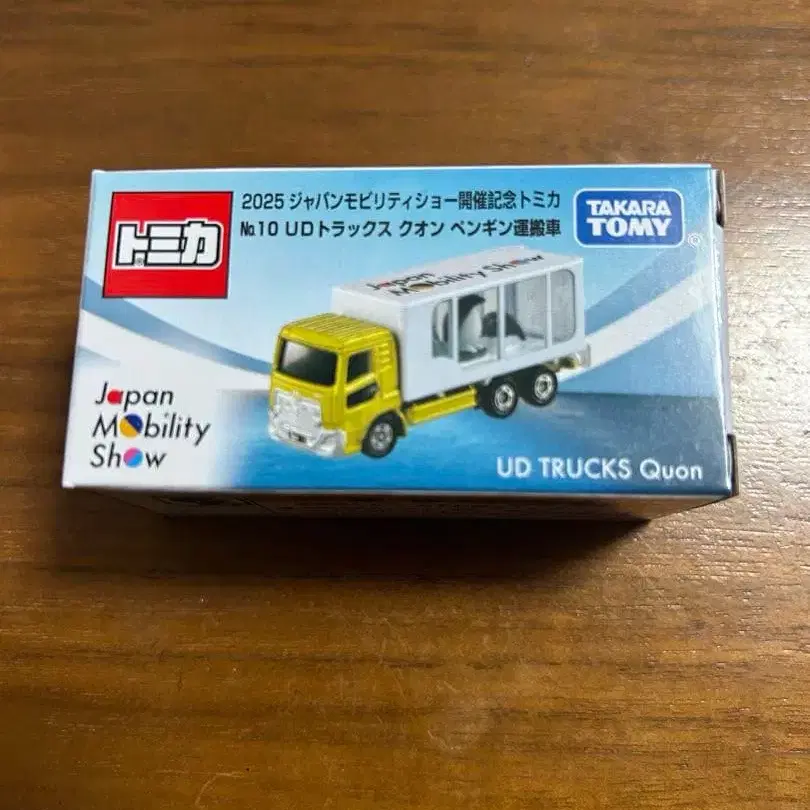 トミカ
2025 ジャパンモビリティショー開催記念トミカ
№10 UDトラックス クオン ペンギン運搬車
TAKARA
TOMY
©
Japan
Mobility Show
Japan
Mobility
Show
UD TRUCKS Quon